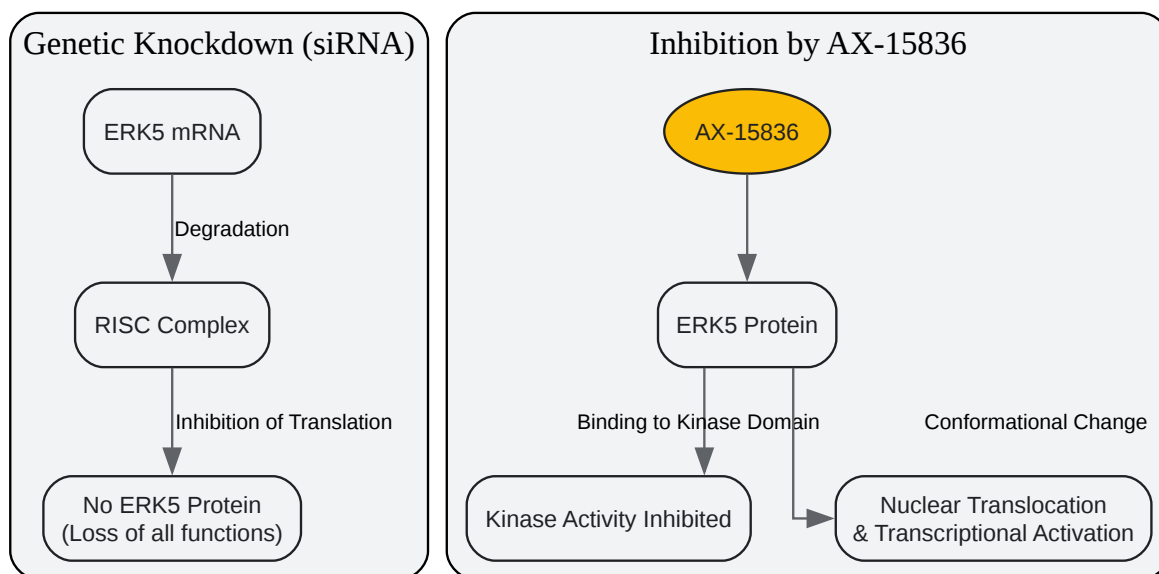 Genetic Knockdown (siRNA)
ERK5 mRNA
Degradation
RISC Complex
Inhibition of Translation
No ERK5 Protein
(Loss of all functions)
Inhibition by AX-15836
AX-15836
ERK5 Protein
Binding to Kinase Domain
Conformational Change
Kinase Activity Inhibited
Nuclear Translocation
& Transcriptional Activation